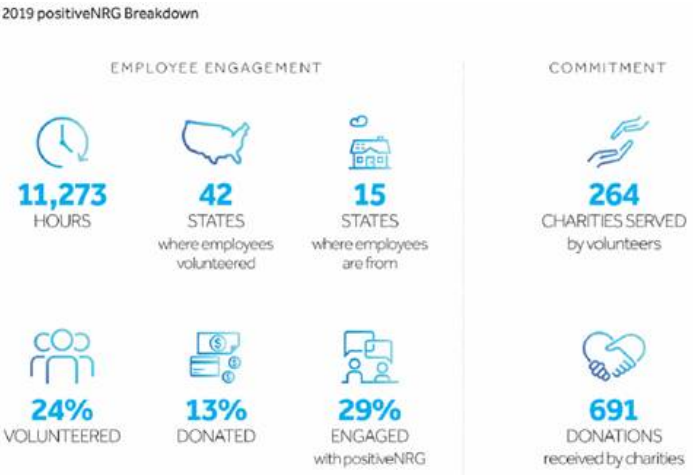 2019 positiveNRG Breakdown
EMPLOYEE ENGAGEMENT
COMMITMENT
11,273
HOURS
42
STATES
where employees
volunteered
15
STATES
where employees
are from
264
CHARITIES SERVED
by volunteers
24%
VOLUNTEERED
13%
DONATED
29%
ENGAGED
with positiveNRG
691
DONATIONS
received by charities